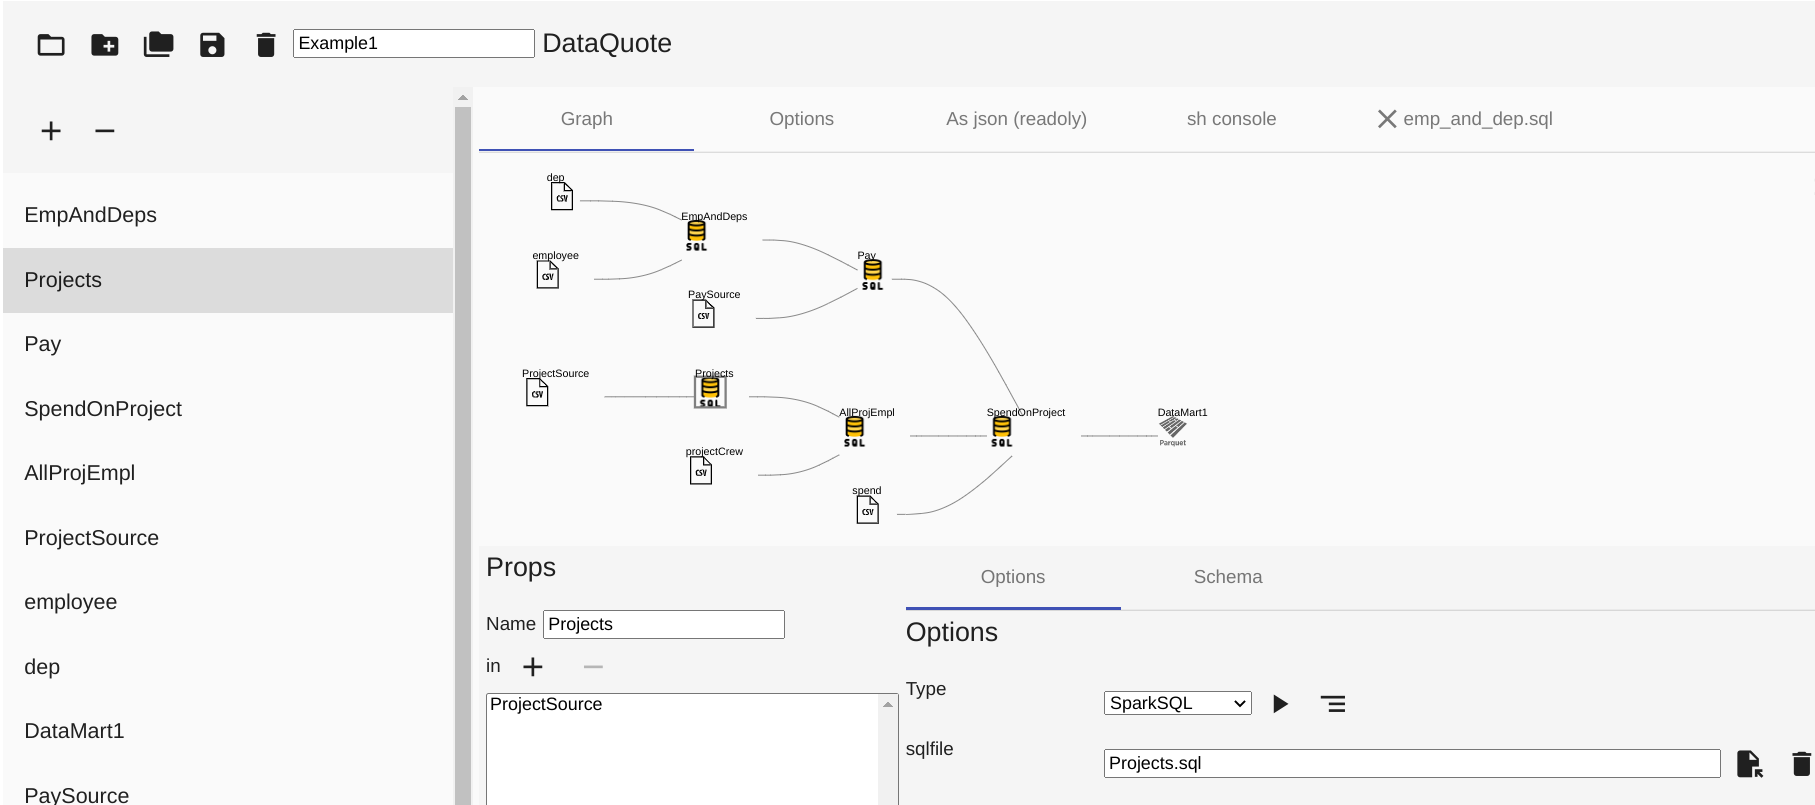 Example1 DataQuote
Graph Options As json (readoly) sh console emp_and_dep.sql
EmpAndDeps
Projects
Pay
SpendOnProject
AllProjEmpl
ProjectSource
employee
dep
DataMart1
PaySource
dep
CSV
EmpAndDeps
SQL
employee
CSV
Pay
SQL
PaySource
CSV
ProjectSource
CSV
Projects
SQL
AllProjEmpl
SQL
SpendOnProject
SQL
DataMart1
Parquet
projectCrew
CSV
spend
CSV
Props
Name Projects
in
ProjectSource
Options Schema
Options
Type SparkSQL
sqlfile Projects.sql